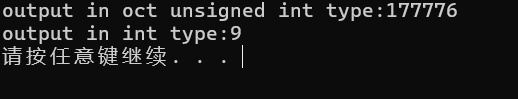 output in oct unsigned int type:177776
output in int type:9
请按任意键继续. . .